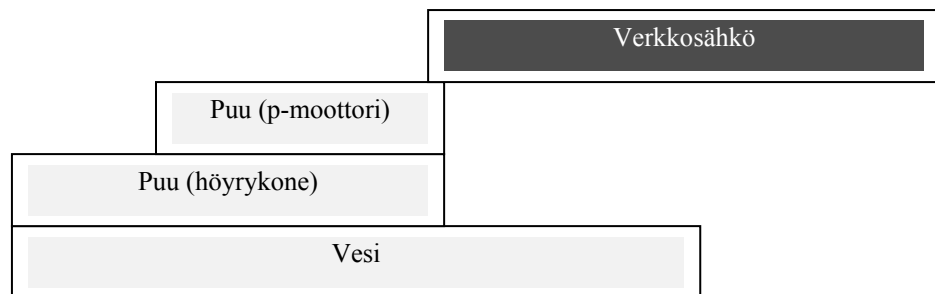 Verkkosähkö
Puu (p-moottori)
Puu (höyrykone)
Vesi